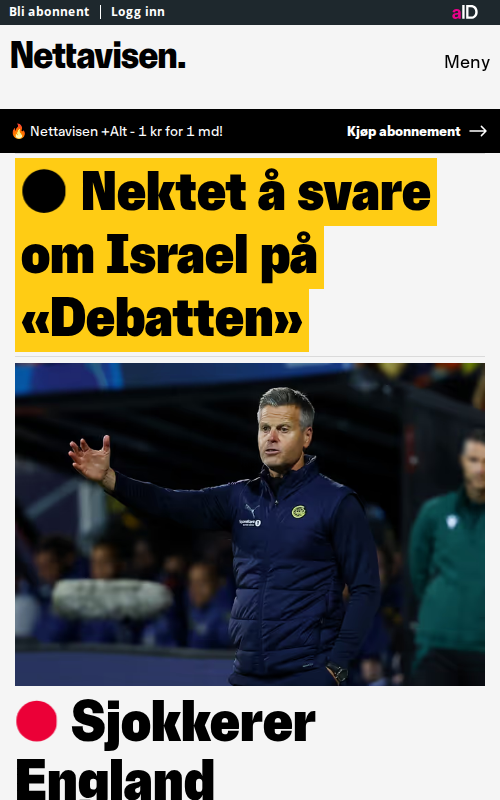 Bli abonnent | Logg inn
aID
Nettavisen.
Meny
🔥 Nettavisen +Alt - 1 kr for 1 md!
Kjøp abonnement →
Nektet å svare
om Israel på
«Debatten»
Sjokkerer
England